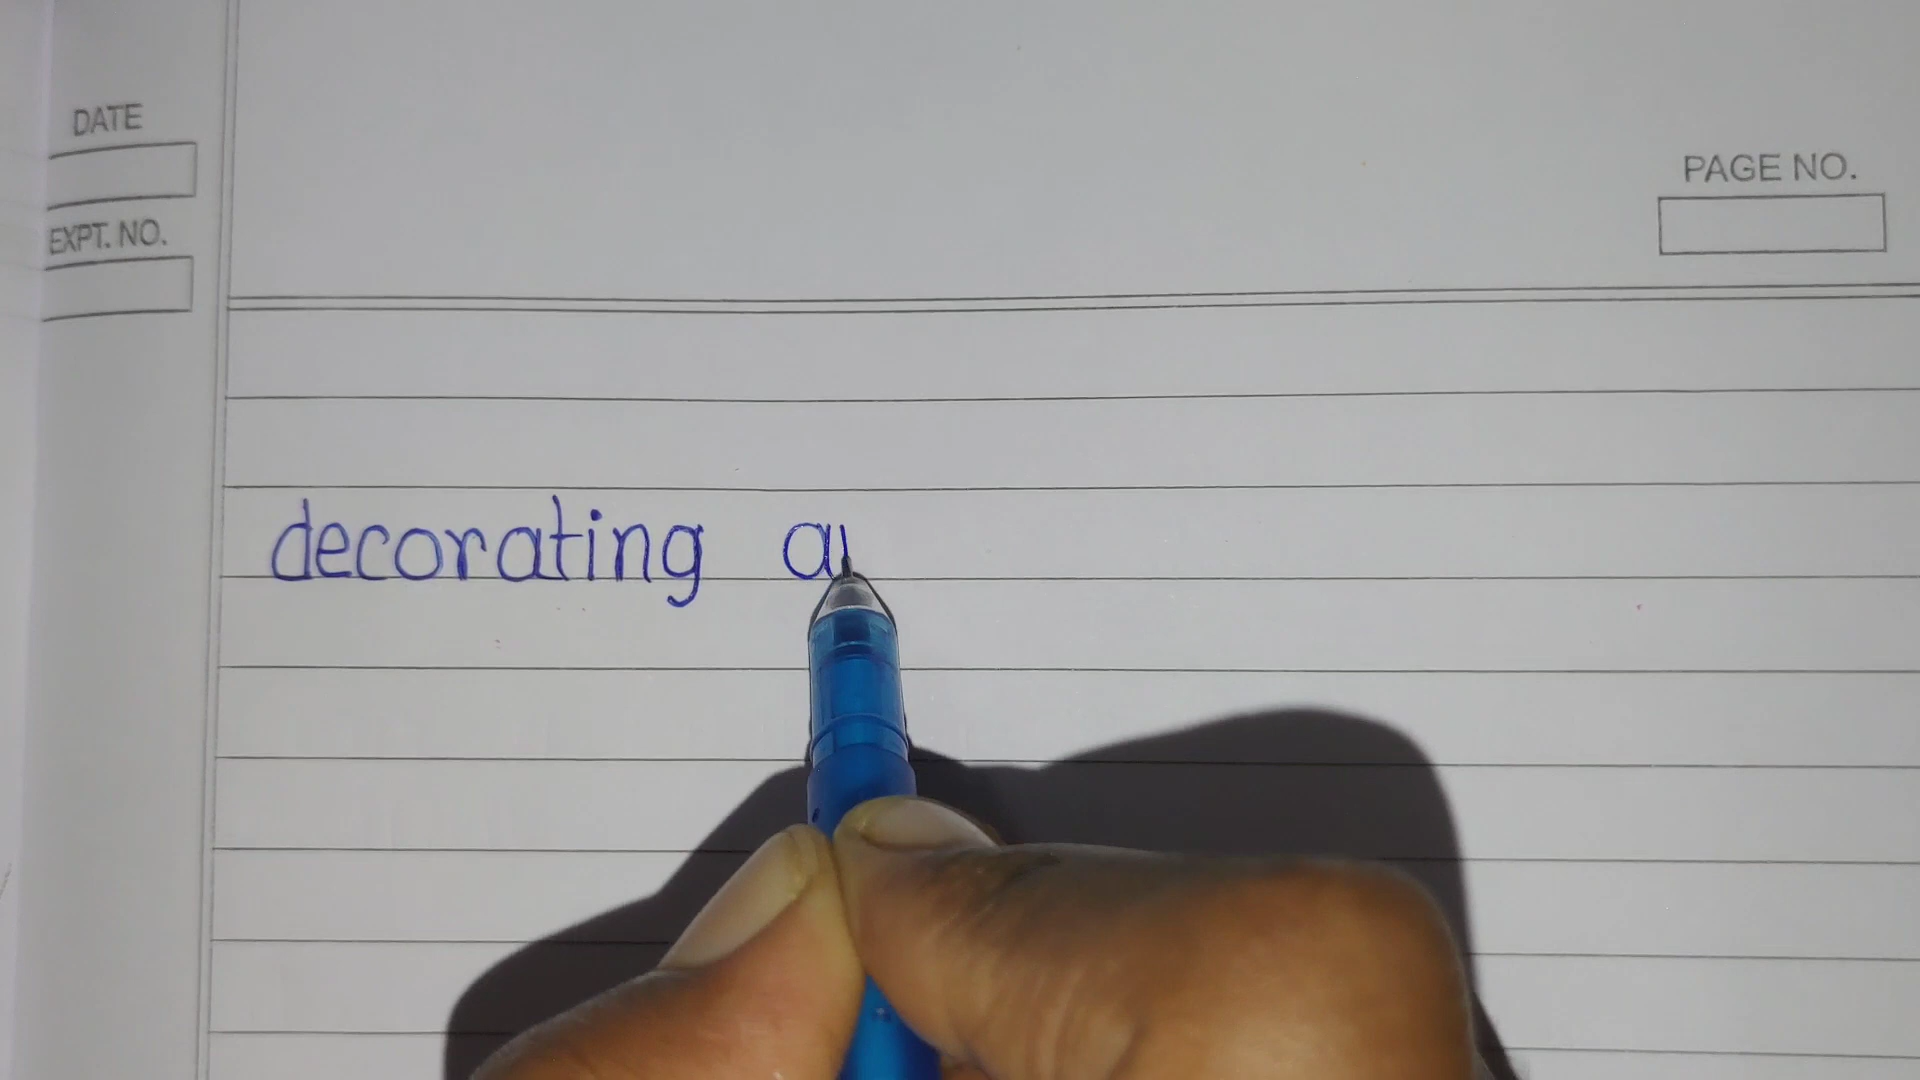 DATE
EXPT. NO.
PAGE NO.
decorating